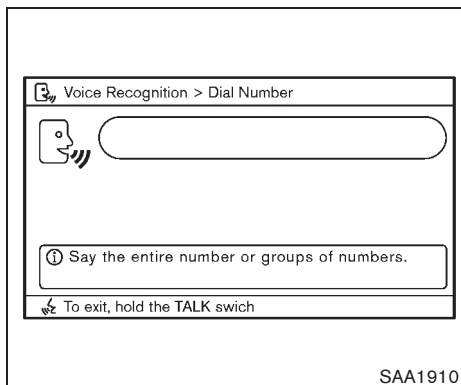 Voice Recognition > Dial Number
Say the entire number or groups of numbers.
To exit, hold the TALK swich
SAA1910